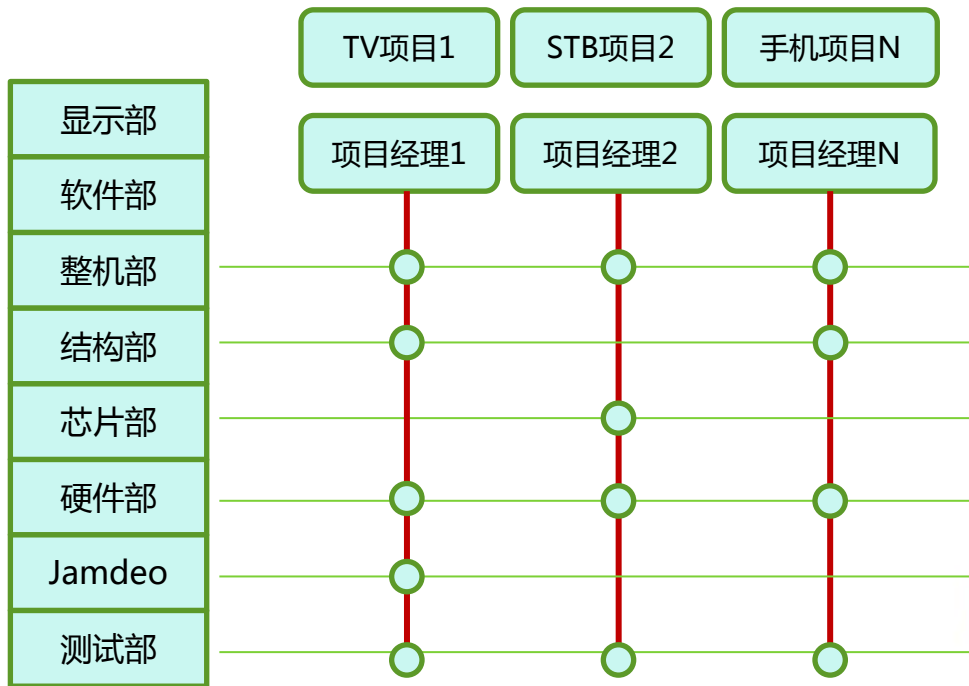 TV项目1
STB项目2
手机项目N
显示部
项目经理1
项目经理2
项目经理N
软件部
整机部
结构部
芯片部
硬件部
Jamdeo
测试部